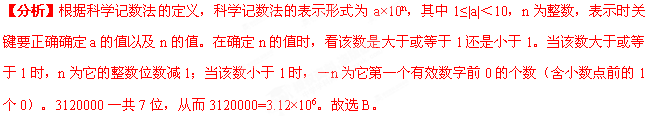 【分析】根据科学记数法的定义，科学记数法的表示形式为 a×10ⁿ，其中 1≤|a|＜10，n 为整数，表示时关
键要正确确定 a 的值以及 n 的值。在确定 n 的值时，看该数是大于或等于 1 还是小于 1。当该数大于或等
于 1 时，n 为它的整数位数减 1；当该数小于 1 时，－n 为它第一个有效数字前 0 的个数（含小数点前的 1
个 0）。3120000 一共 7 位，从而 3120000=3.12×10⁶。故选 B。